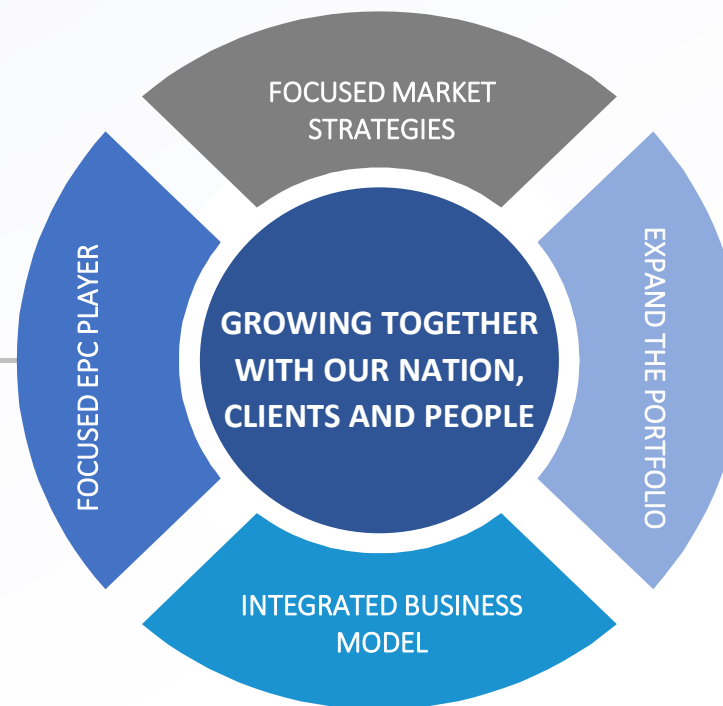 FOCUSED MARKET
STRATEGIES
FOCUSED EPC PLAYER
GROWING TOGETHER
WITH OUR NATION,
CLIENTS AND PEOPLE
EXPAND THE PORTFOLIO
INTEGRATED BUSINESS
MODEL